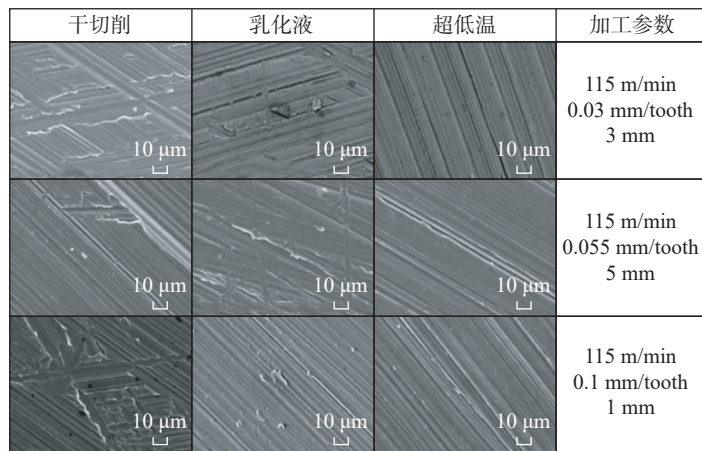 干切削 乳化液 超低温 加工参数
10 μm 10 μm 10 μm
115 m/min
0.03 mm/tooth
3 mm
10 μm 10 μm 10 μm
115 m/min
0.055 mm/tooth
5 mm
10 μm 10 μm 10 μm
115 m/min
0.1 mm/tooth
1 mm